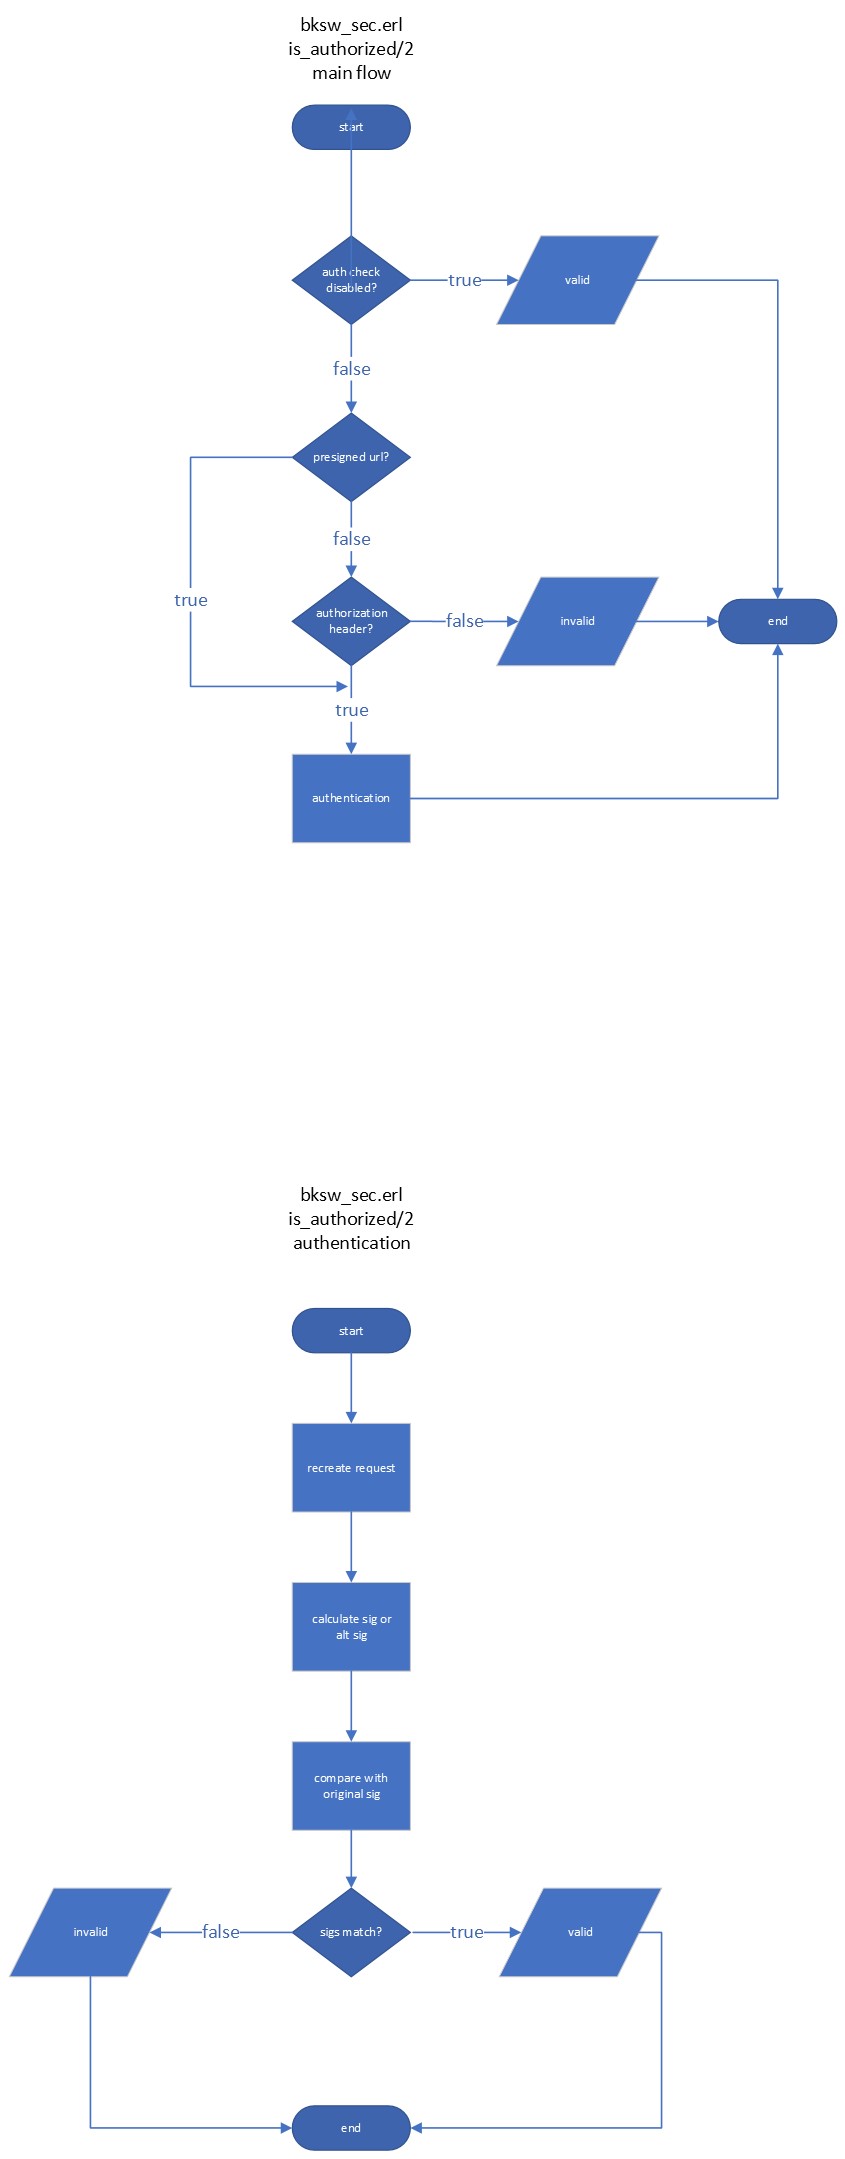 bksw_sec.erl
is_authorized/2
main flow
start
auth check
disabled?
true
valid
false
presigned url?
false
true
authorization
header?
false
invalid
end
true
authentication
bksw_sec.erl
is_authorized/2
authentication
start
recreate request
calculate sig or
alt sig
compare with
original sig
invalid
false
sigs match?
true
valid
end